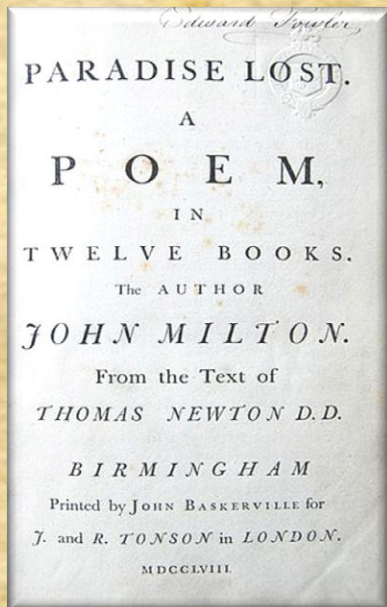 Edward Fowler
PARADISE LOST.
A
POEM,
IN
TWELVE BOOKS.
The AUTHOR
JOHN MILTON.
From the Text of
THOMAS NEWTON D.D.
BIRMINGHAM
Printed by JOHN BASKERVILLE for
J. and R. TONSON in LONDON.
MDCCLVIII.